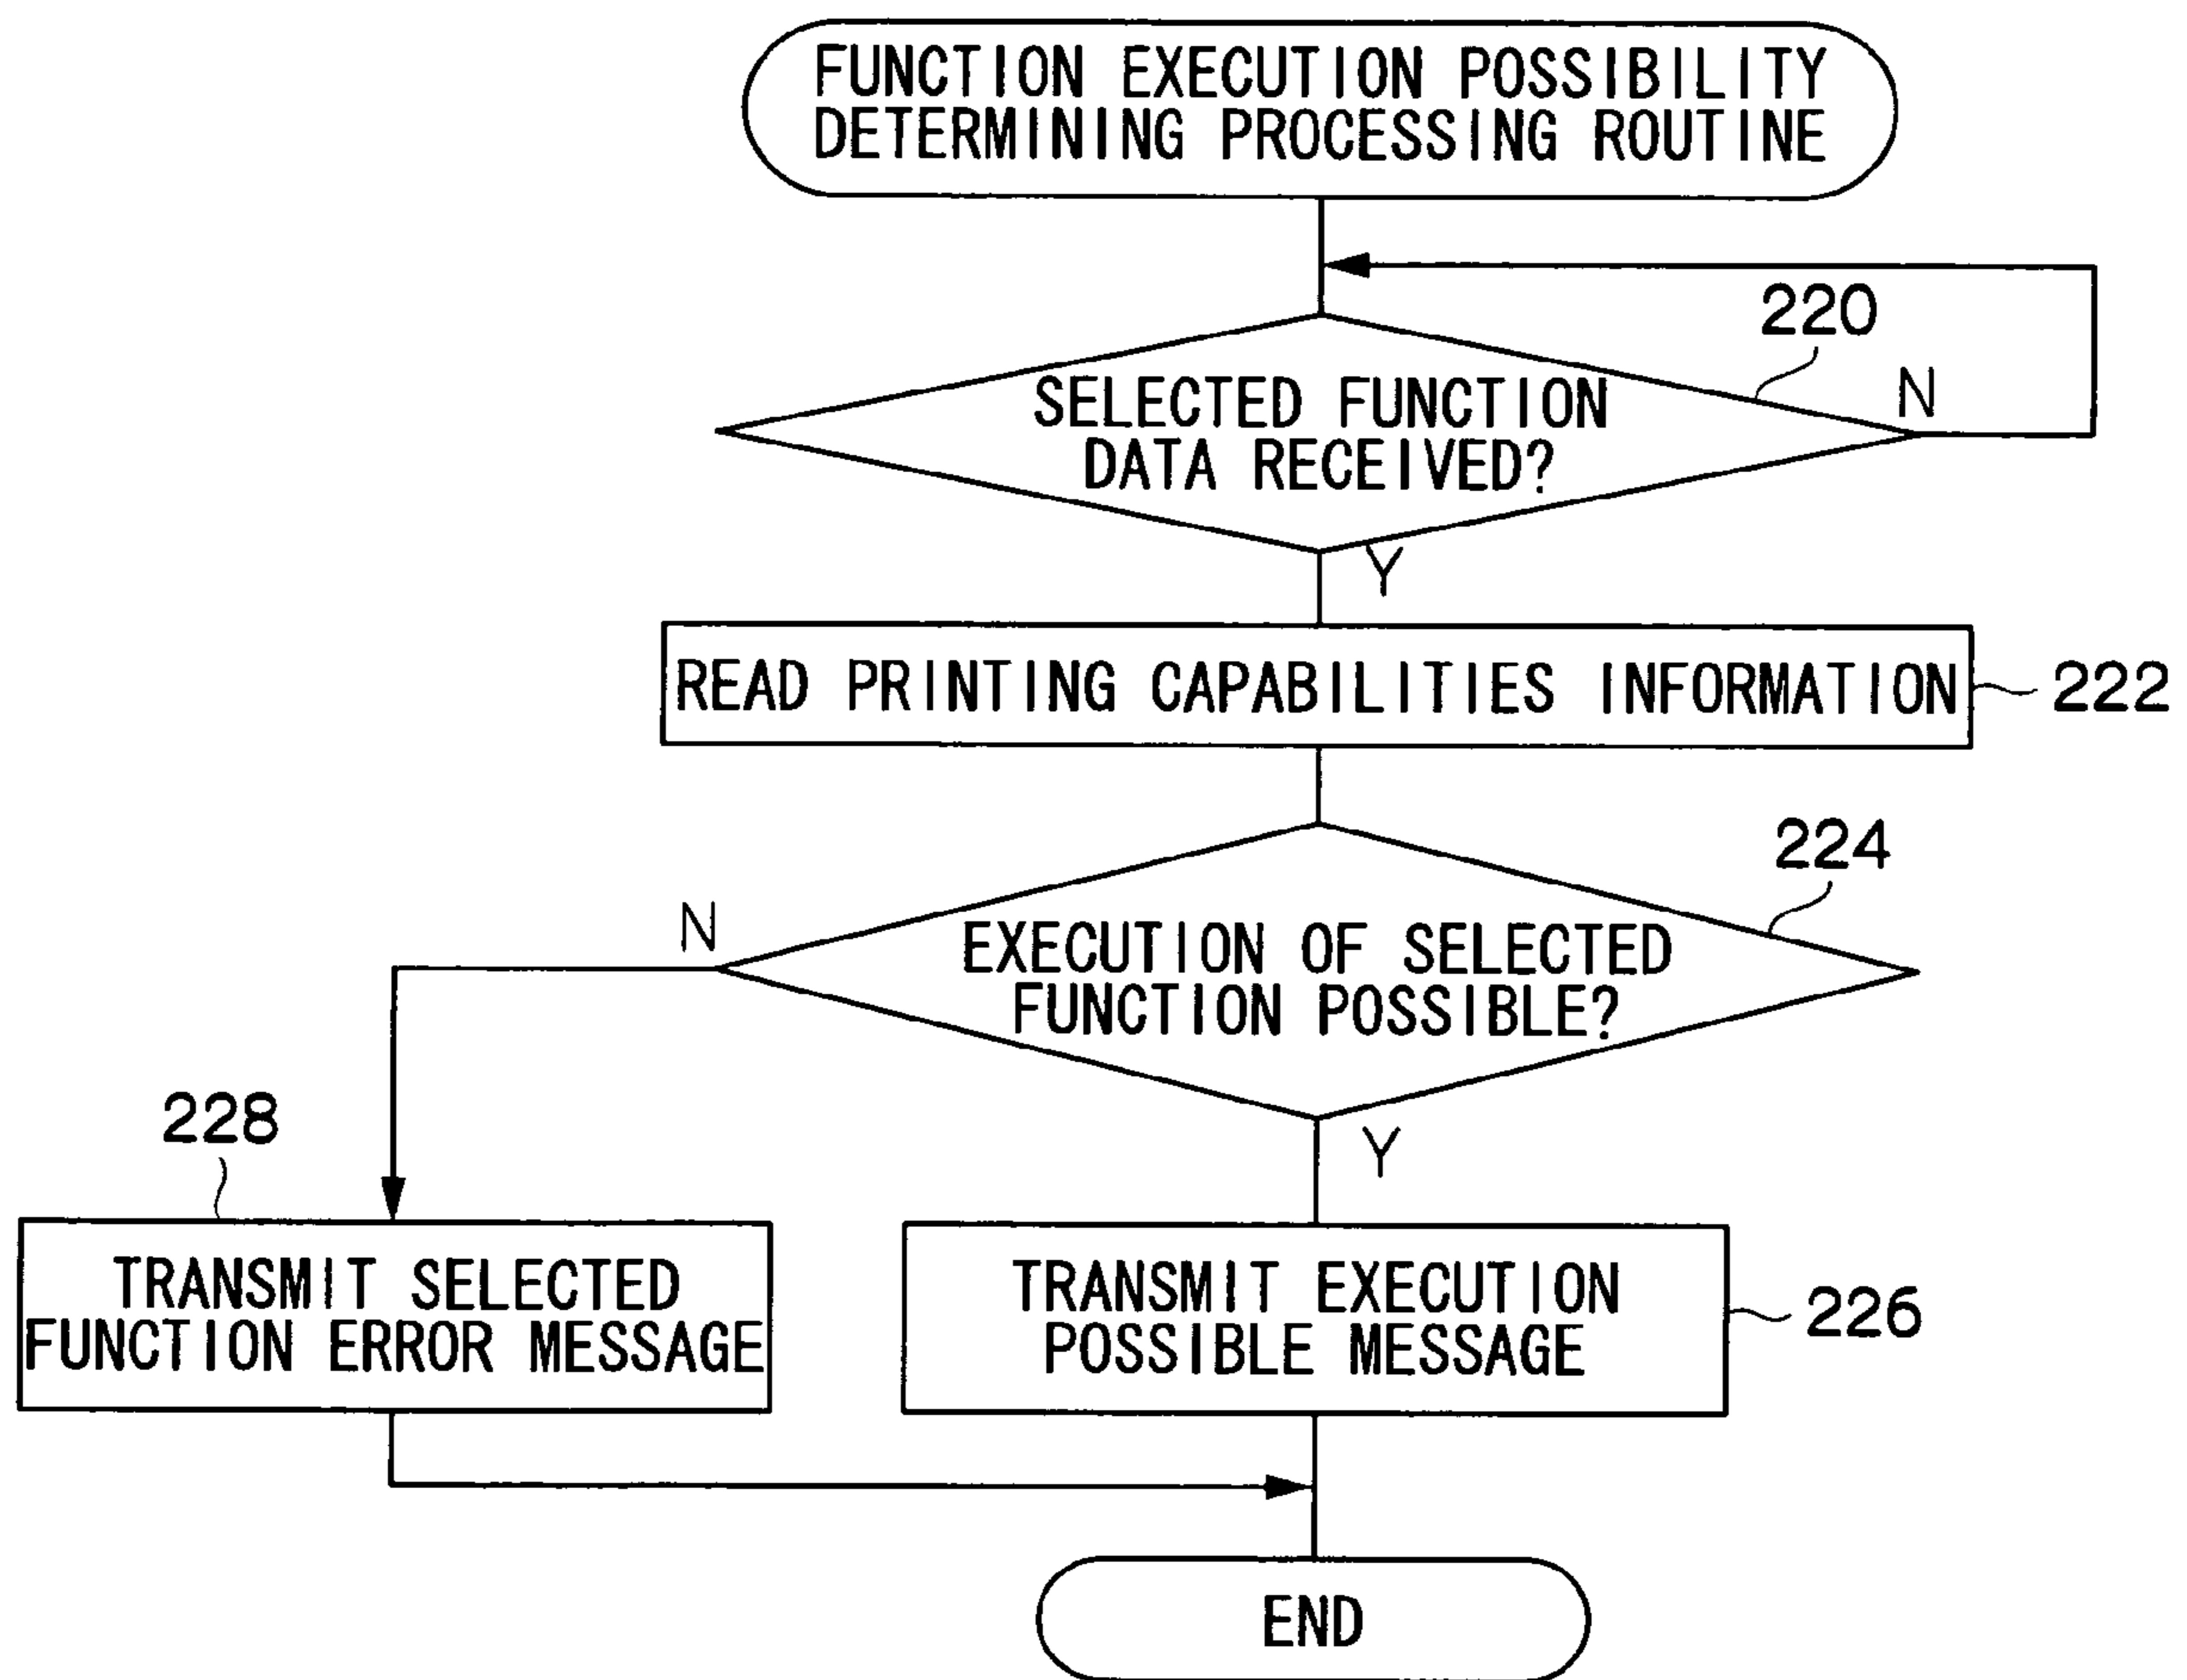 FUNCTION EXECUTION POSSIBILITY
DETERMINING PROCESSING ROUTINE
220
SELECTED FUNCTION
DATA RECEIVED?
N
Y
READ PRINTING CAPABILITIES INFORMATION
222
224
N
EXECUTION OF SELECTED
FUNCTION POSSIBLE?
Y
228
TRANSMIT SELECTED
FUNCTION ERROR MESSAGE
TRANSMIT EXECUTION
POSSIBLE MESSAGE
226
END